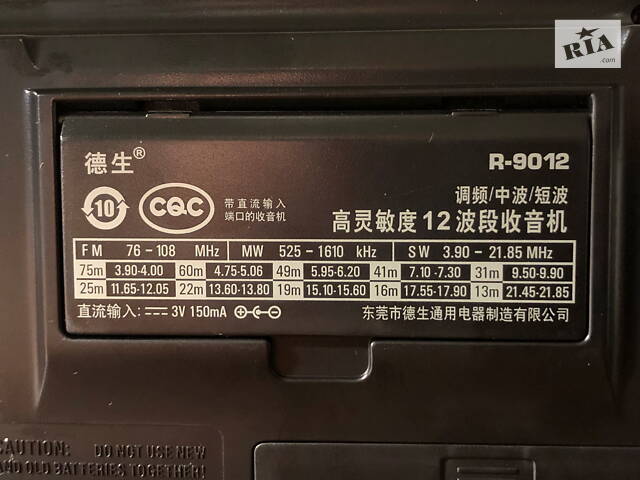 RIA
.com
德生®
R-9012
10
CQC
带直流输入
端口的收音机
调频/中波/短波
高灵敏度12波段收音机
FM 76-108 MHz MW 525-1610 kHz SW 3.90-21.85 MHz
75m 3.90-4.00 60m 4.75-5.06 49m 5.95-6.20 41m 7.10-7.30 31m 9.50-9.90
25m 11.65-12.05 22m 13.60-13.80 19m 15.10-15.60 16m 17.55-17.90 13m 21.45-21.85
直流输入: 3V 150mA
东莞市德生通用电器制造有限公司
CAUTION: DO NOT USE NEW
AND OLD BATTERIES TOGETHER!